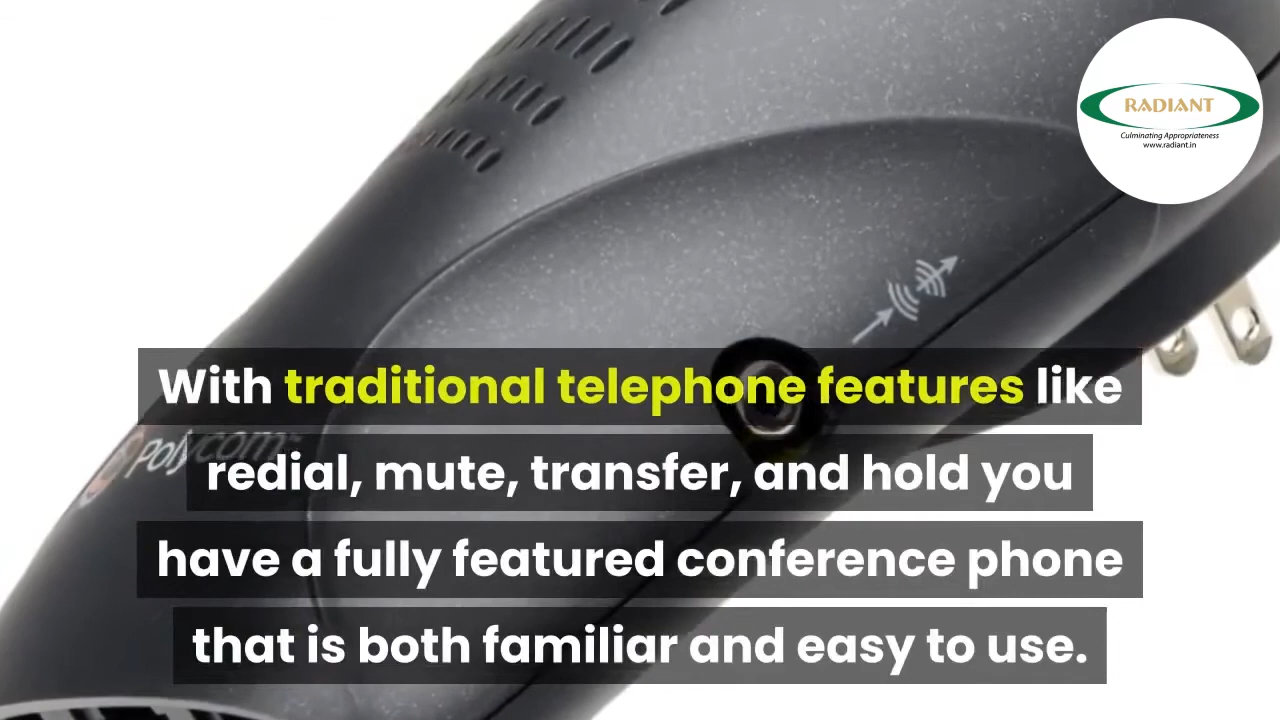 RADIANT
Culminating Appropriateness
www.radiant.in
With traditional telephone features like
Polycom
redial, mute, transfer, and hold you
have a fully featured conference phone
that is both familiar and easy to use.